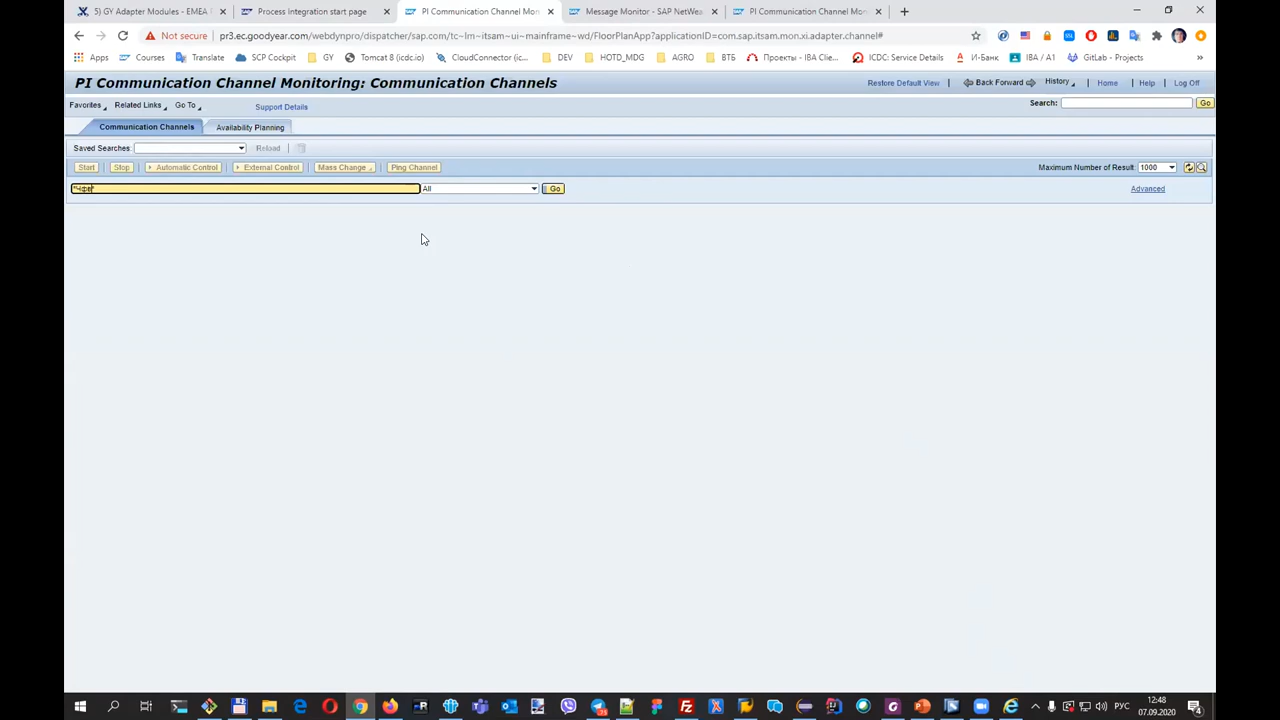 5) GY Adapter Modules - EMEA
Process integration start page
PI Communication Channel Mon
Message Monitor - SAP NetWea
PI Communication Channel Mon
Not secure
pr3.ec.goodyear.com/webdynpro/dispatcher/sap.com/tc~lm~itsam~ui~mainframe~wd/FloorPlanApp?applicationID=com.sap.itsam.mon.xi.adapter.channel#
Apps
Courses
Translate
SCP Cockpit
GY
Tomcat 8 (icdc.io)
CloudConnector (ic...
DEV
HOTD_MDG
AGRO
ВТБ
Проекты - IBA Clie...
ICDC: Service Details
И-Банк
IBA / A1
GitLab - Projects
PI Communication Channel Monitoring: Communication Channels
Restore Default View
Back Forward
History
Home
Help
Log Off
Favorites
Related Links
Go To
Support Details
Search:
Go
Communication Channels
Availability Planning
Saved Searches
Reload
Start
Stop
Automatic Control
External Control
Mass Change
Ping Channel
Maximum Number of Result:
1000
All
Go
Advanced
РУС
12:48
07.09.2020
4